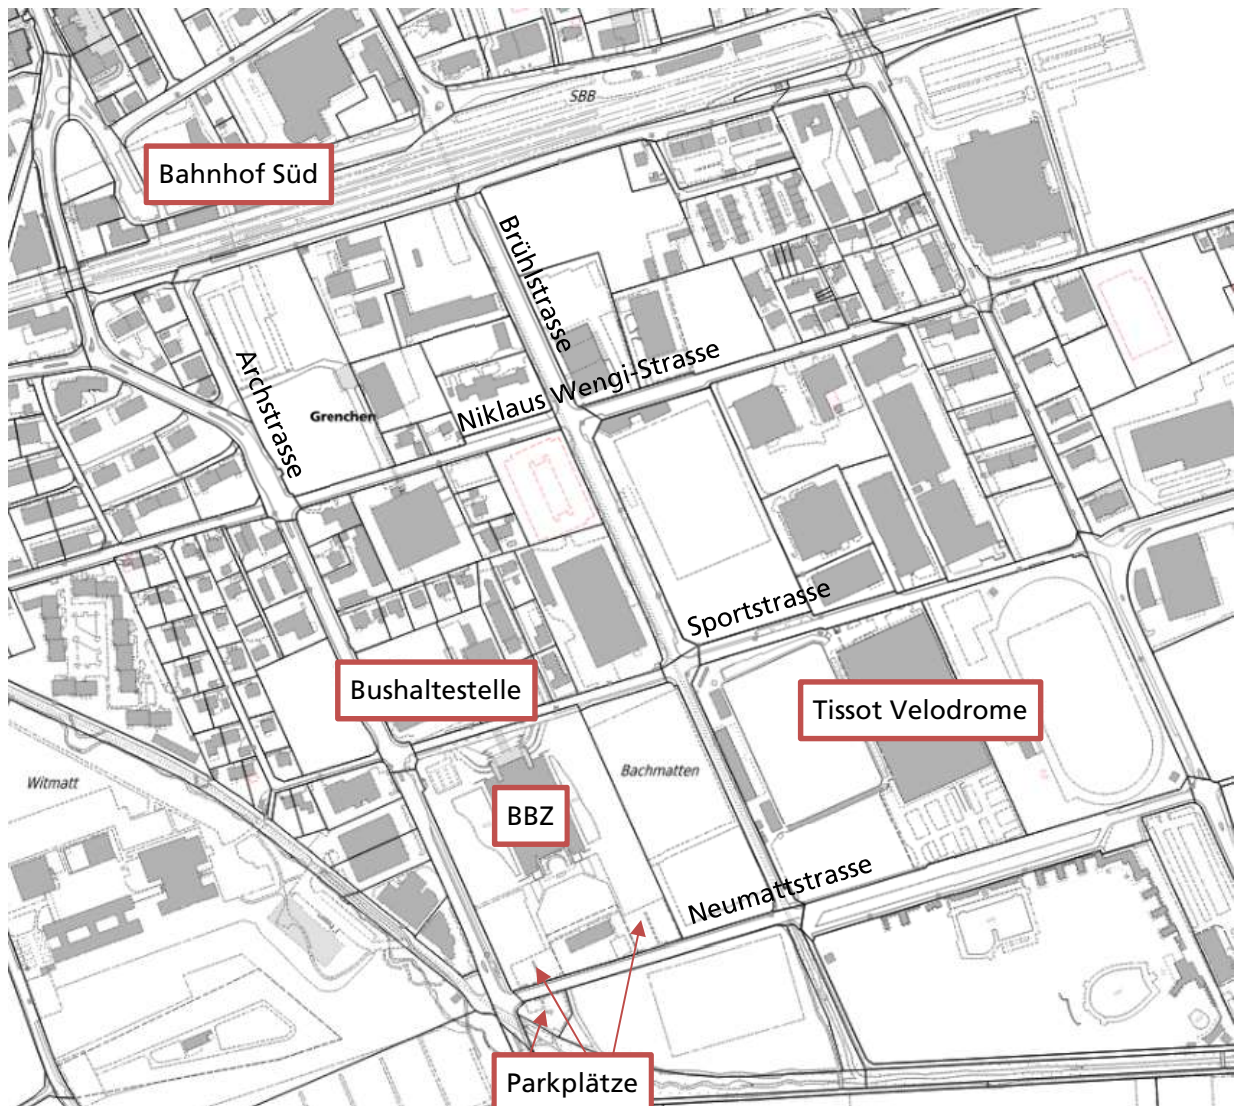 SBB
Bahnhof Süd
Brühlstrasse
Archstrasse
Niklaus Wengi-Strasse
Grenchen
Sportstrasse
Bushaltestelle
Tissot Velodrome
Witmatt
Bachmatten
BBZ
Neumattstrasse
Parkplätze